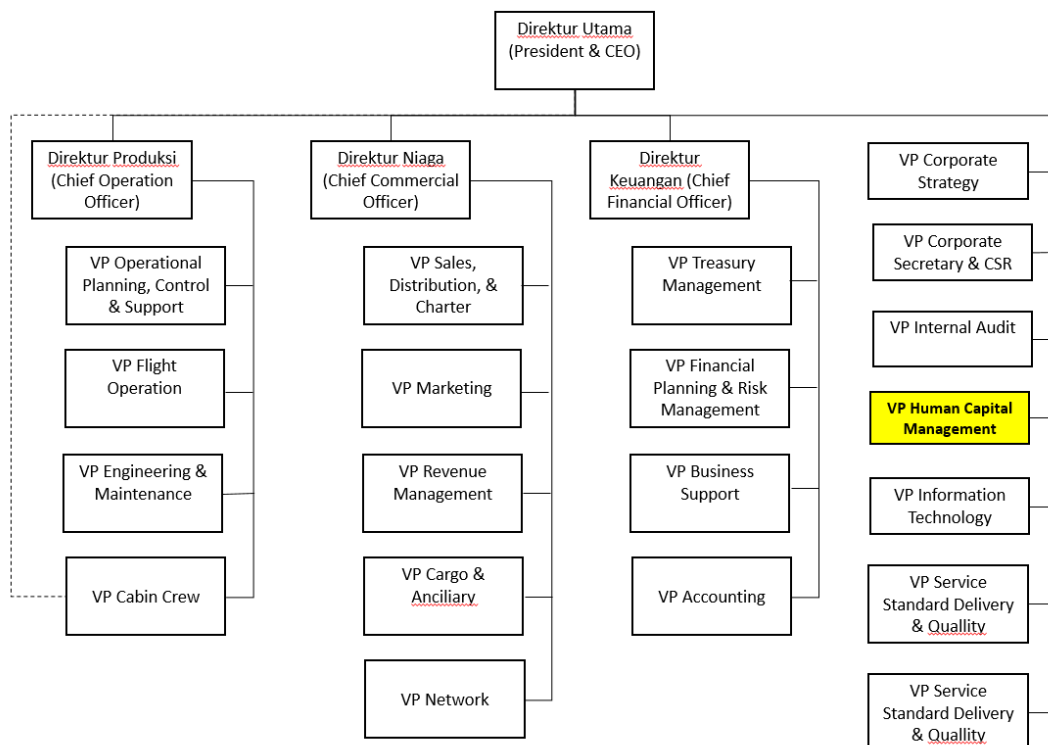 Direktur Utama
(President & CEO)
Direktur Produksi
(Chief Operation
Officer)
Direktur Niaga
(Chief Commercial
Officer)
Direktur
Keuangan (Chief
Financial Officer)
VP Corporate
Strategy
VP Corporate
Secretary & CSR
VP Internal Audit
VP Human Capital
Management
VP Information
Technology
VP Service
Standard Delivery
& Quallity
VP Service
Standard Delivery
& Quallity
VP Operational
Planning, Control
& Support
VP Flight
Operation
VP Engineering &
Maintenance
VP Cabin Crew
VP Sales,
Distribution, &
Charter
VP Marketing
VP Revenue
Management
VP Cargo &
Anciliary
VP Network
VP Treasury
Management
VP Financial
Planning & Risk
Management
VP Business
Support
VP Accounting